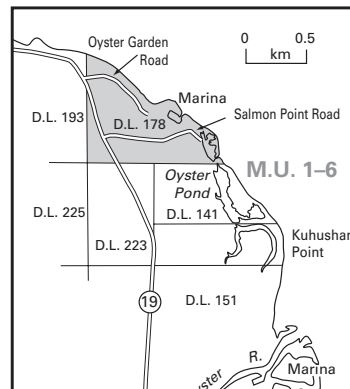 Oyster Garden
Road
0 0.5
km
Marina
Salmon Point Road
D.L. 193
D.L. 178
M.U. 1–6
Oyster
Pond
D.L. 225
D.L. 141
Kuhushan
Point
D.L. 223
19
D.L. 151
R.
Marina